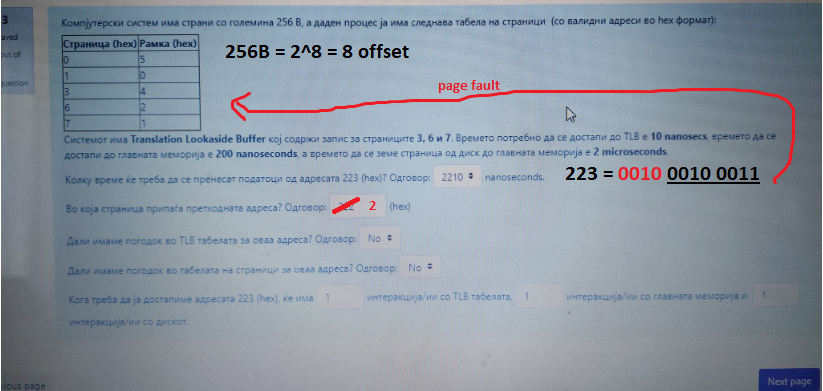 3
aved
out of
question
Компјутерски систем има страни со големина 256 B, а даден процес ја има следнава табела на страници (со валидни адреси во hex формат):
Страница (hex) Рамка (hex)
0 5
1 0
3 4
6 2
7 1
256B = 2^8 = 8 offset
page fault
Системот има Translation Lookaside Buffer кој содржи запис за страниците 3, 6 и 7. Времето потребно да се достапи до TLB е 10 nanosecs, времето да се
достапи до главната меморија е 200 nanoseconds, а времето да се земе страница од диск до главната меморија е 2 microseconds.
Колку време ќе треба да се пренесат податоци од адресата 223 (hex)? Одговор: 2210 nanoseconds.
223 = 0010 0010 0011
Во која страница припаѓа претходната адреса? Одговор: 2 (hex)
Дали имаме погодок во TLB табелата за оваа адреса? Одговор: No
Дали имаме погодок во табелата на страници за оваа адреса? Одговор: No
Кога треба да ја достапиме адресата 223 (hex), ќе има 1 интеракција/ии со TLB табелата, 1 интеракција/ии со главната меморија и 1
интеракција/ии со дискот.
ious page
Next page